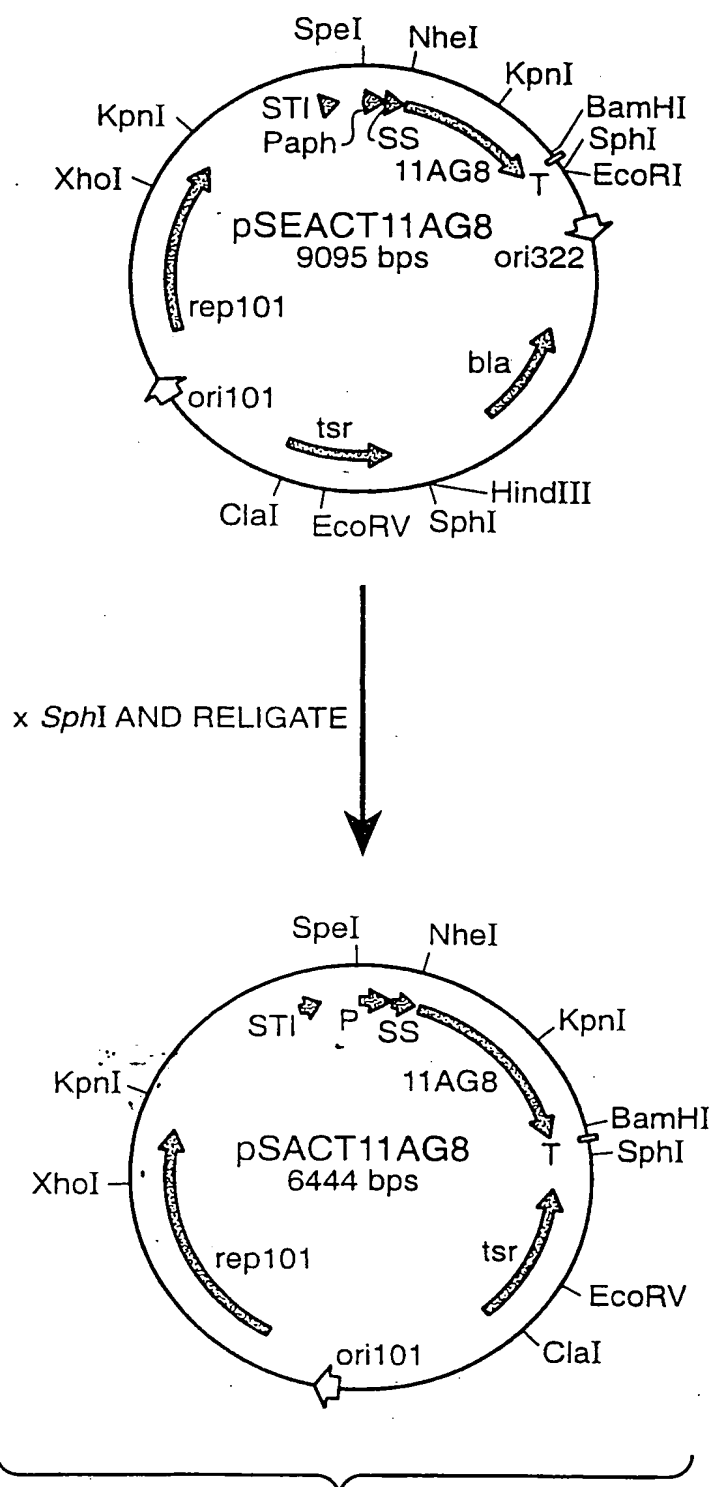 SpeI
NheI
KpnI
BamHI
SphI
EcoRI
STI
Paph
SS
11AG8
T
KpnI
XhoI
pSEACT11AG8
9095 bps
ori322
rep101
bla
ori101
tsr
HindIII
ClaI
EcoRV
SphI
x SphI AND RELIGATE
SpeI
NheI
STI
P
SS
KpnI
11AG8
KpnI
BamHI
T
SphI
pSACT11AG8
6444 bps
XhoI
rep101
tsr
EcoRV
ori101
ClaI